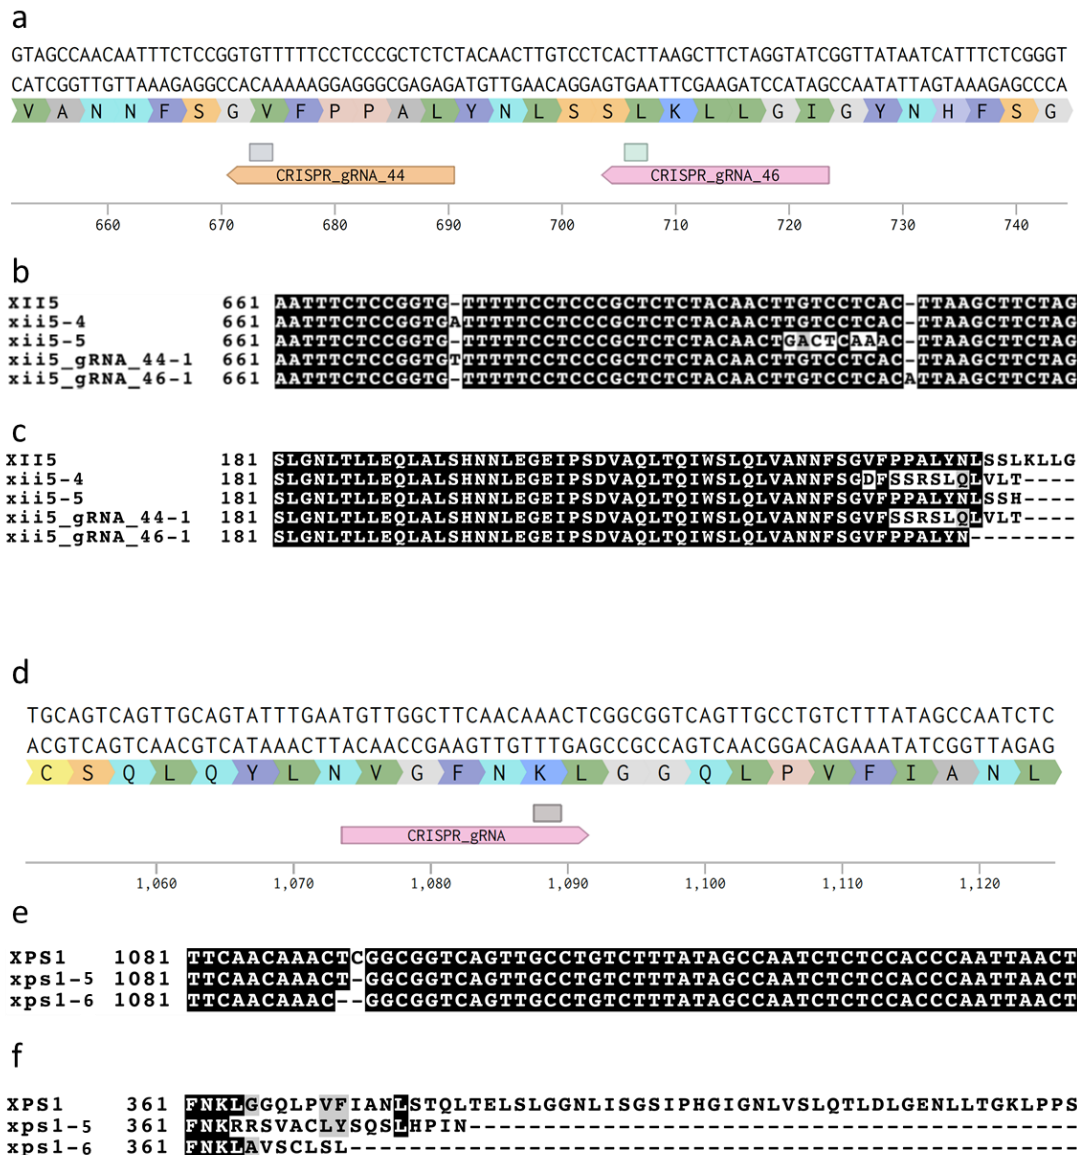 a
GTAGCCAACAATTTCTCCGGTGTTTTTCCTCCCGCTCTCTACAACTTGTCCTCACTTAAGCTTCTAGGTATCGGTTATAATCATTTCTCGGGT
CATCGGTTGTTAAAGAGGCCACAAAAAGGAGGGCGAGAGATGTTGAACAGGAGTGAATTCGAAGATCCATAGCCAATATTAGTAAAGAGCCCA
V A N N F S G V F P P A L Y N L S S L K L L G I G Y N H F S G
CRISPR_gRNA_44 CRISPR_gRNA_46
660 670 680 690 700 710 720 730 740
b
XII5 661 AATTTCTCCGGTG-TTTTTCCTCCCGCTCTCTACAACTTGTCCTCAC-TTAAGCTTCTAG
xii5-4 661 AATTTCTCCGGTGATTTTTCCTCCCGCTCTCTACAACTTGTCCTCAC-TTAAGCTTCTAG
xii5-5 661 AATTTCTCCGGTG-TTTTTCCTCCCGCTCTCTACAACTGACTCAAAC-TTAAGCTTCTAG
xii5_gRNA_44-1 661 AATTTCTCCGGTGTTTTTTCCTCCCGCTCTCTACAACTTGTCCTCAC-TTAAGCTTCTAG
xii5_gRNA_46-1 661 AATTTCTCCGGTG-TTTTTCCTCCCGCTCTCTACAACTTGTCCTCACATTAAGCTTCTAG
c
XII5 181 SLGNLTLLEQLALSHNNLEGEIPSDVAQLTQIWSLQLVANNFSGVFPPALYNLSSLKLLG
xii5-4 181 SLGNLTLLEQLALSHNNLEGEIPSDVAQLTQIWSLQLVANNFSGDFSSRSLQLVLT----
xii5-5 181 SLGNLTLLEQLALSHNNLEGEIPSDVAQLTQIWSLQLVANNFSGVFPPALYNLSSH----
xii5_gRNA_44-1 181 SLGNLTLLEQLALSHNNLEGEIPSDVAQLTQIWSLQLVANNFSGVFSSRSLQLVLT----
xii5_gRNA_46-1 181 SLGNLTLLEQLALSHNNLEGEIPSDVAQLTQIWSLQLVANNFSGVFPPALYN--------
d
TGCAGTCAGTTGCAGTATTTGAATGTTGGCTTCAACAAACTCGGCGGTCAGTTGCCTGTCTTTATAGCCAATCTC
ACGTCAGTCAACGTCATAAACTTACAACCGAAGTTGTTTGAGCCGCCAGTCAACGGACAGAAATATCGGTTAGAG
C S Q L Q Y L N V G F N K L G G Q L P V F I A N L
CRISPR_gRNA
1,060 1,070 1,080 1,090 1,100 1,110 1,120
e
XPS1 1081 TTCAACAAACTCGGCGGTCAGTTGCCTGTCTTTATAGCCAATCTCTCCACCCAATTAACT
xps1-5 1081 TTCAACAAACT-GGCGGTCAGTTGCCTGTCTTTATAGCCAATCTCTCCACCCAATTAACT
xps1-6 1081 TTCAACAAAC--GGCGGTCAGTTGCCTGTCTTTATAGCCAATCTCTCCACCCAATTAACT
f
XPS1 361 FNKLGGQLPVFIANLSTQLTELSLGGNLISGSIPHGIGNLVSLQTLDLGENLLTGKLPPS
xps1-5 361 FNKRRSVACLYSQSLHPIN-----------------------------------------
xps1-6 361 FNKLAVSCLSL-------------------------------------------------